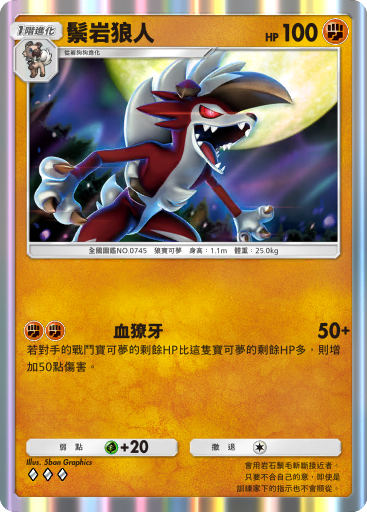 1階進化
鬃岩狼人
HP 100
從岩狗狗進化
全國圖鑑NO.0745 狼寶可夢 身高：1.1m 體重：25.0kg
血獠牙 50+
若對手的戰鬥寶可夢的剩餘HP比這隻寶可夢的剩餘HP多，則增
加50點傷害。
弱點 +20 撤退
Illus. 5ban Graphics
會用岩石鬃毛斬斷接近者。
只要不合自己的意，即使是
訓練家下的指示也不會順從。